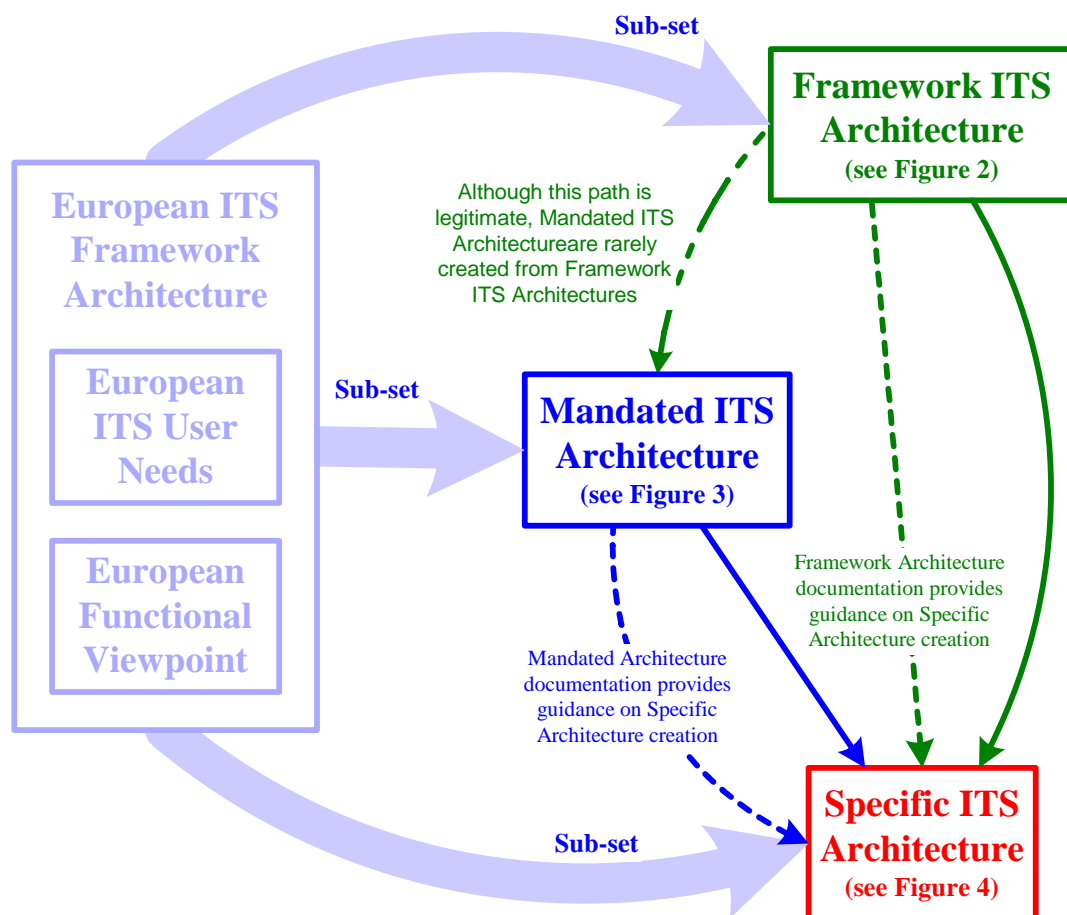 Sub-set
Framework ITS
Architecture
(see Figure 2)
European ITS
Framework
Architecture
Although this path is
legitimate, Mandated ITS
Architectureare rarely
created from Framework
ITS Architectures
European
ITS User
Needs
Sub-set
Mandated ITS
Architecture
(see Figure 3)
European
Functional
Viewpoint
Framework Architecture
documentation provides
guidance on Specific
Architecture creation
Mandated Architecture
documentation provides
guidance on Specific
Architecture creation
Sub-set
Specific ITS
Architecture
(see Figure 4)